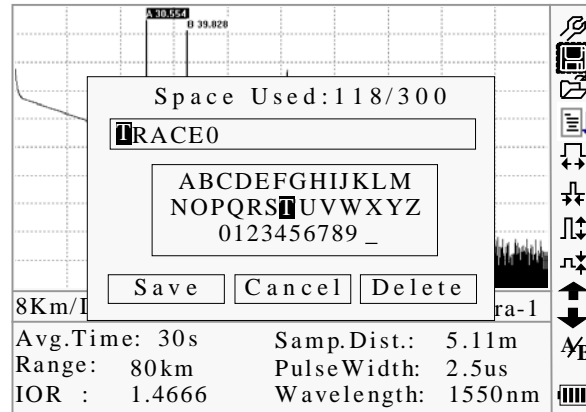 A 30.554
B 39.828
Space Used:118/300
TRACE0
ABCDEFGHIJKLM
NOPQRSTUVWXYZ
0123456789 _
Save Cancel Delete
8Km/
ra-1
Avg.Time: 30s Samp.Dist.: 5.11m
Range: 80km PulseWidth: 2.5us
IOR : 1.4666 Wavelength: 1550nm